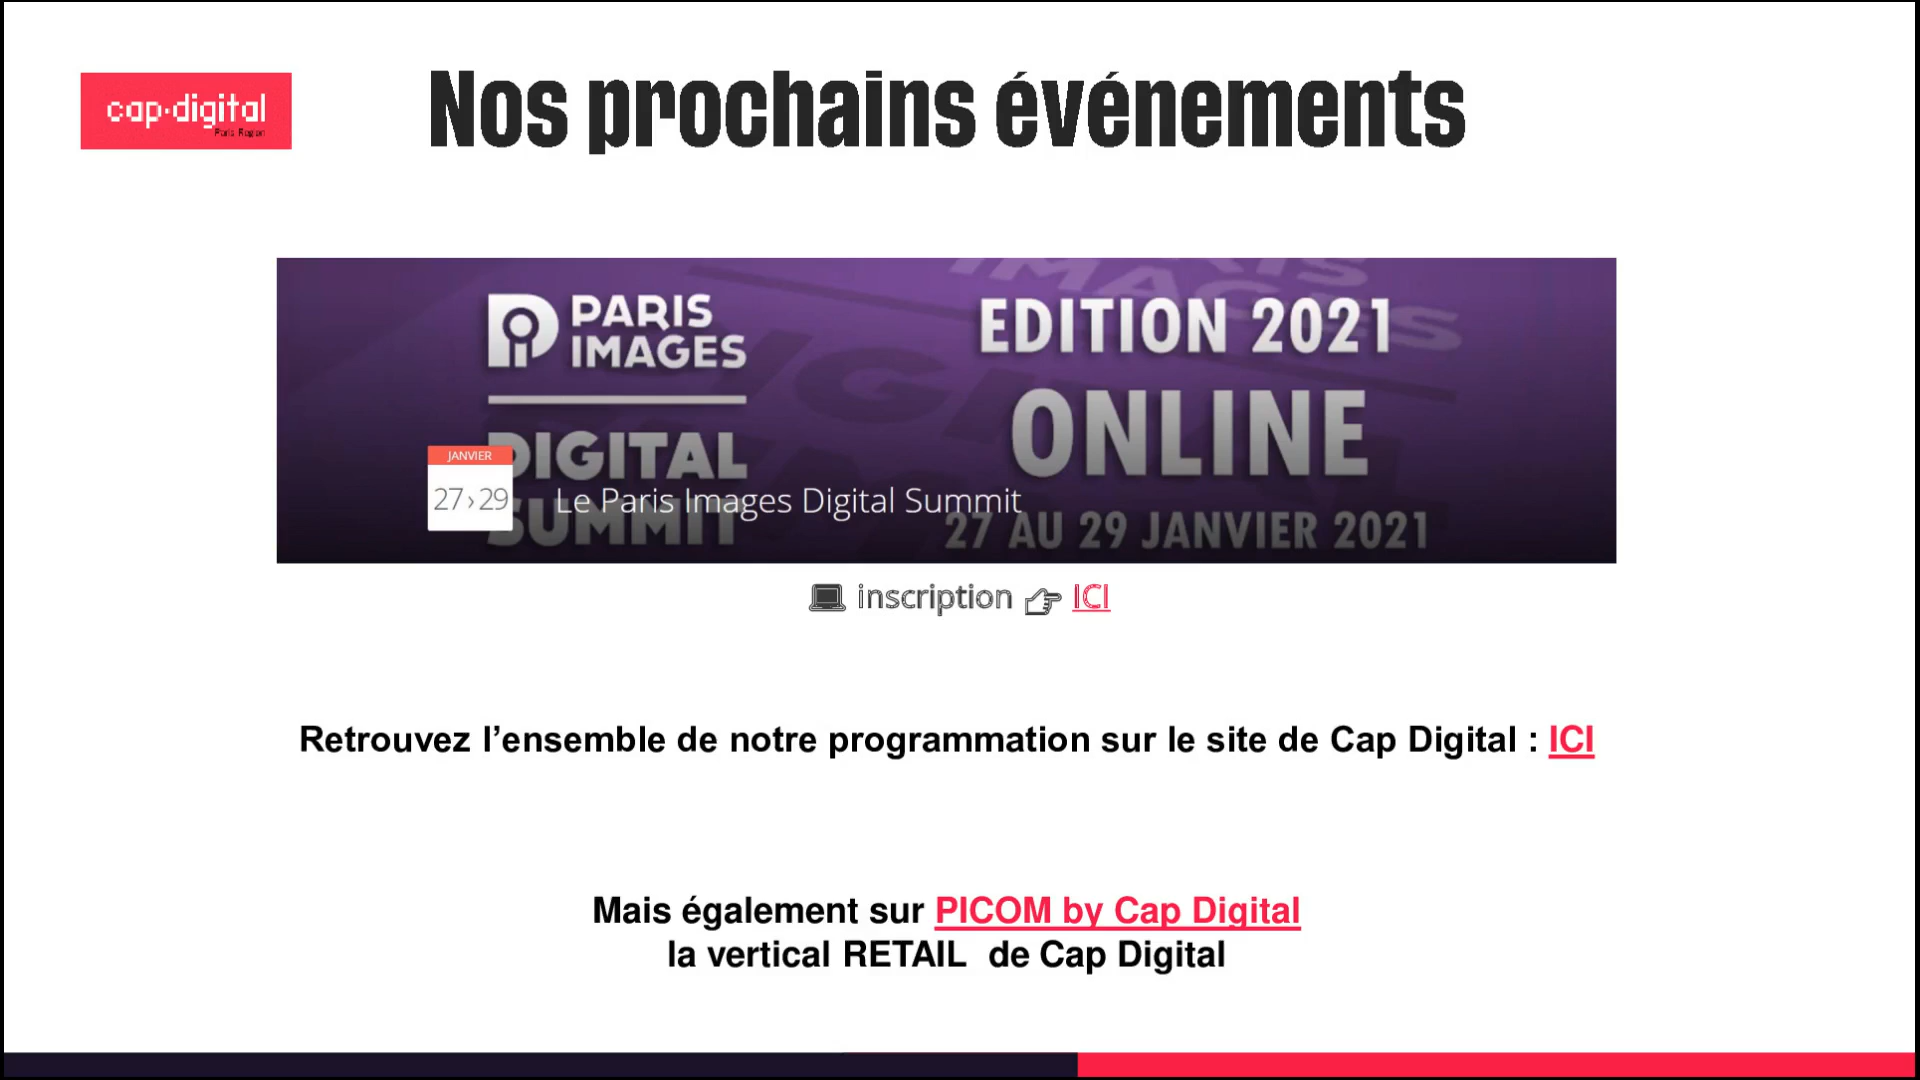 cap·digital
Paris Region
Nos prochains événements
PARIS
IMAGES
DIGITAL
SUMMIT
EDITION 2021
ONLINE
27 AU 29 JANVIER 2021
JANVIER
27 › 29
Le Paris Images Digital Summit
inscription ICI
Retrouvez l’ensemble de notre programmation sur le site de Cap Digital : ICI
Mais également sur PICOM by Cap Digital
la vertical RETAIL de Cap Digital